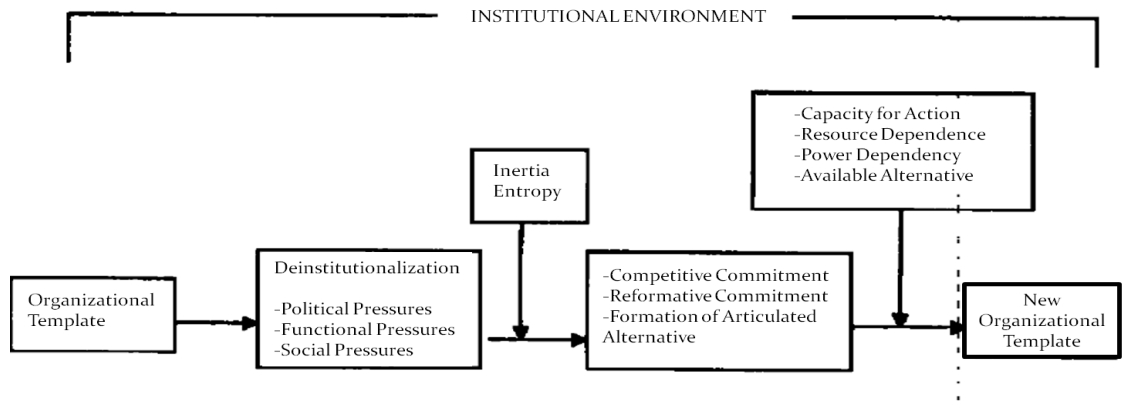 INSTITUTIONAL ENVIRONMENT
-Capacity for Action
-Resource Dependence
-Power Dependency
-Available Alternative
Inertia
Entropy
Organizational
Template
Deinstitutionalization
-Political Pressures
-Functional Pressures
-Social Pressures
-Competitive Commitment
-Reformative Commitment
-Formation of Articulated
Alternative
New
Organizational
Template